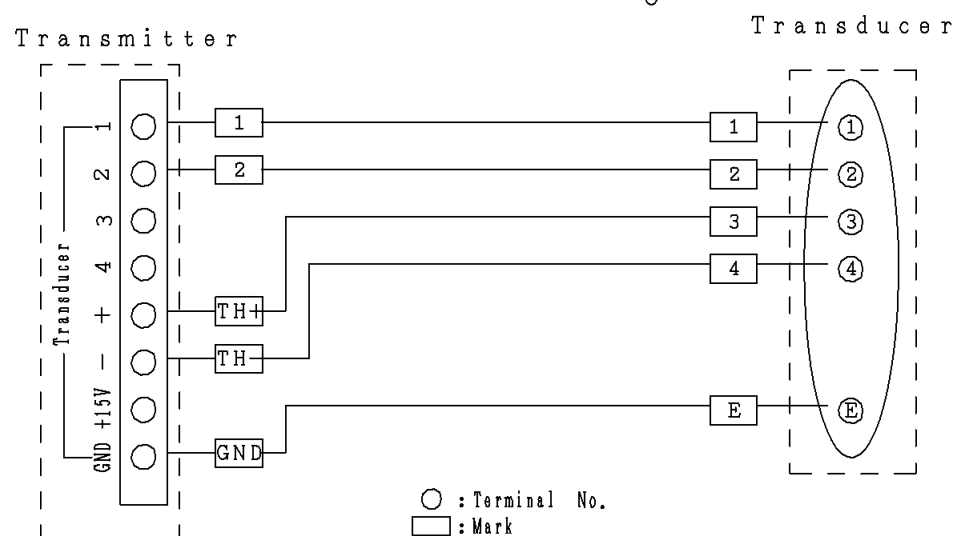 Transmitter
Transducer
1 1 1 1
2 2 2 2
3 3 3
4 4 4
Transducer
+ TH+
- TH-
+15V
E E
GND GND
: Terminal No.
: Mark